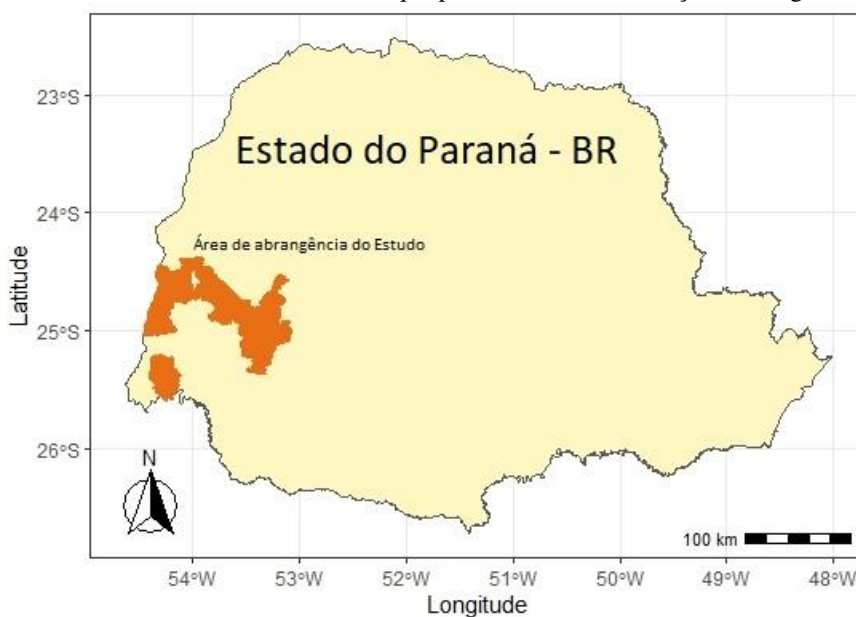 Estado do Paraná - BR
Área de abrangência do Estudo
Latitude
23°S
24°S
25°S
26°S
N
100 km
54°W
53°W
52°W
51°W
50°W
49°W
48°W
Longitude